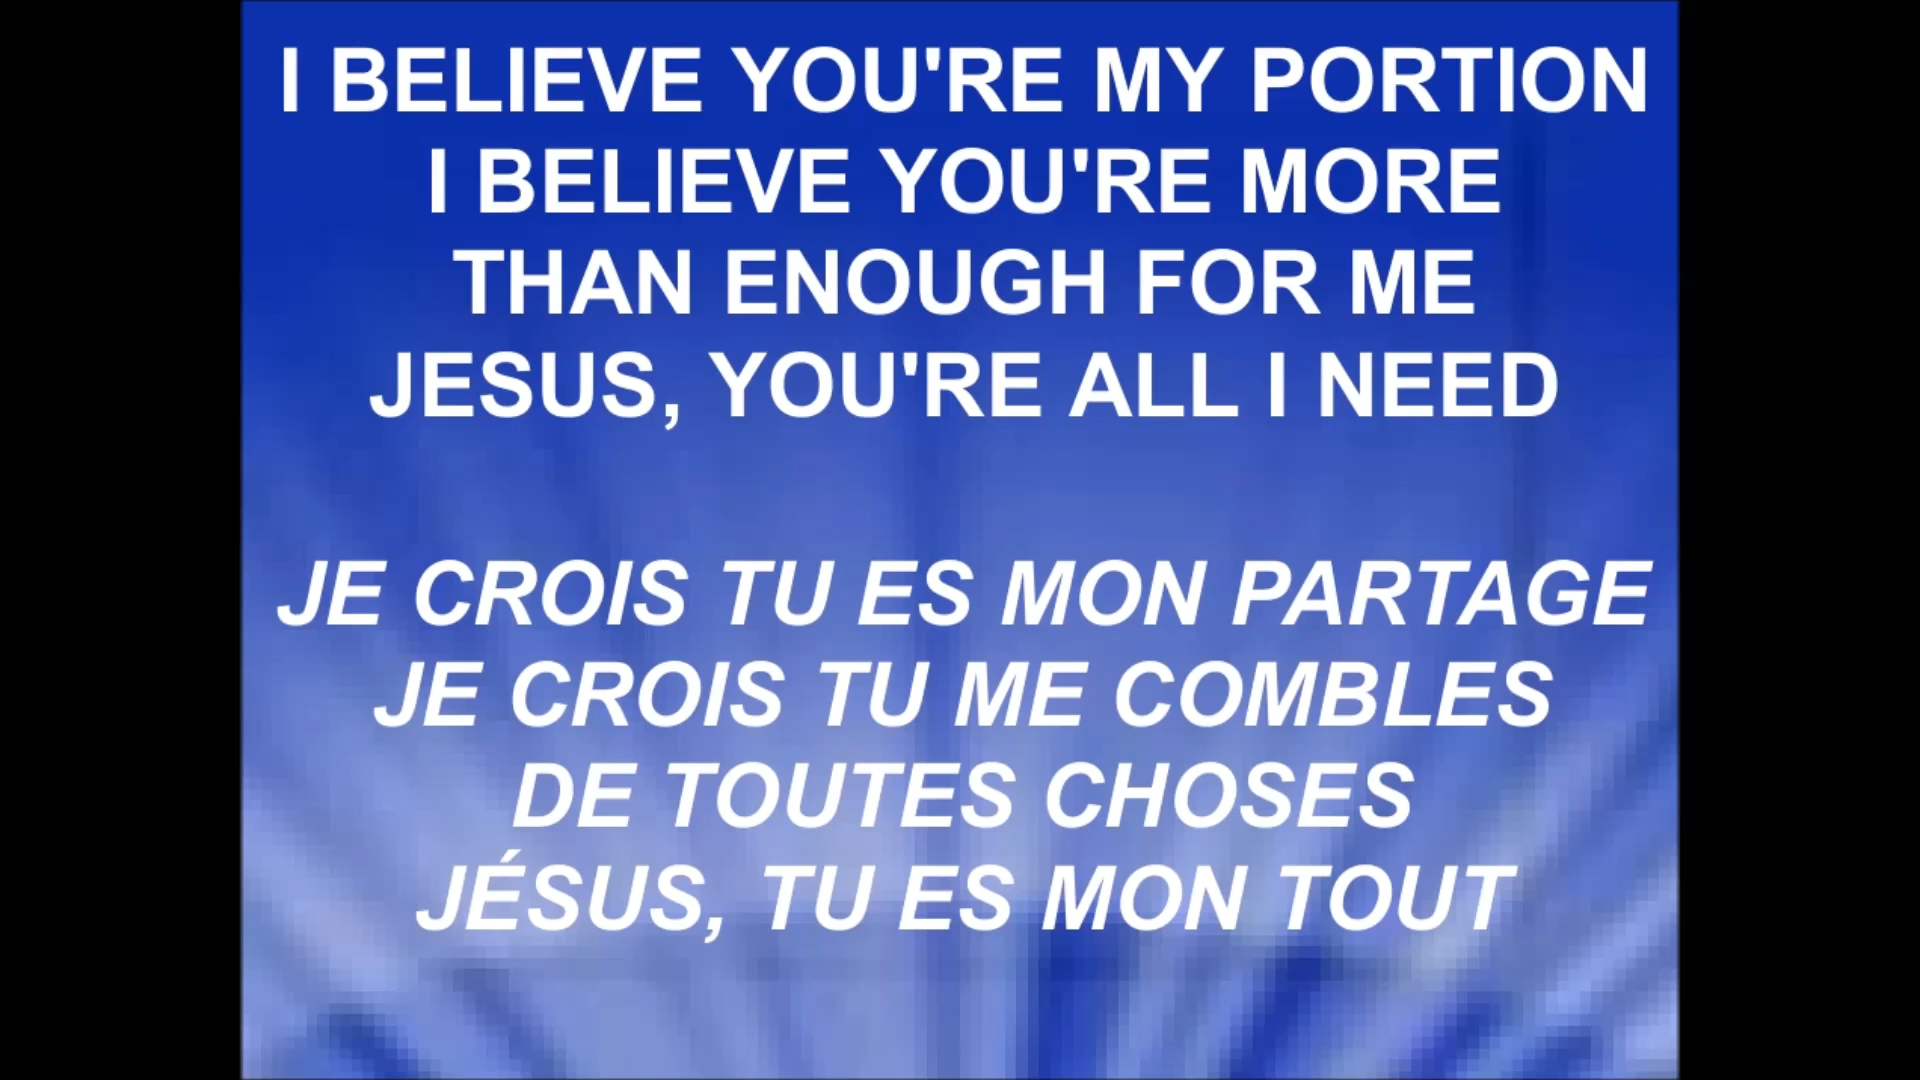 I BELIEVE YOU'RE MY PORTION
I BELIEVE YOU'RE MORE
THAN ENOUGH FOR ME
JESUS, YOU'RE ALL I NEED
JE CROIS TU ES MON PARTAGE
JE CROIS TU ME COMBLES
DE TOUTES CHOSES
JÉSUS, TU ES MON TOUT